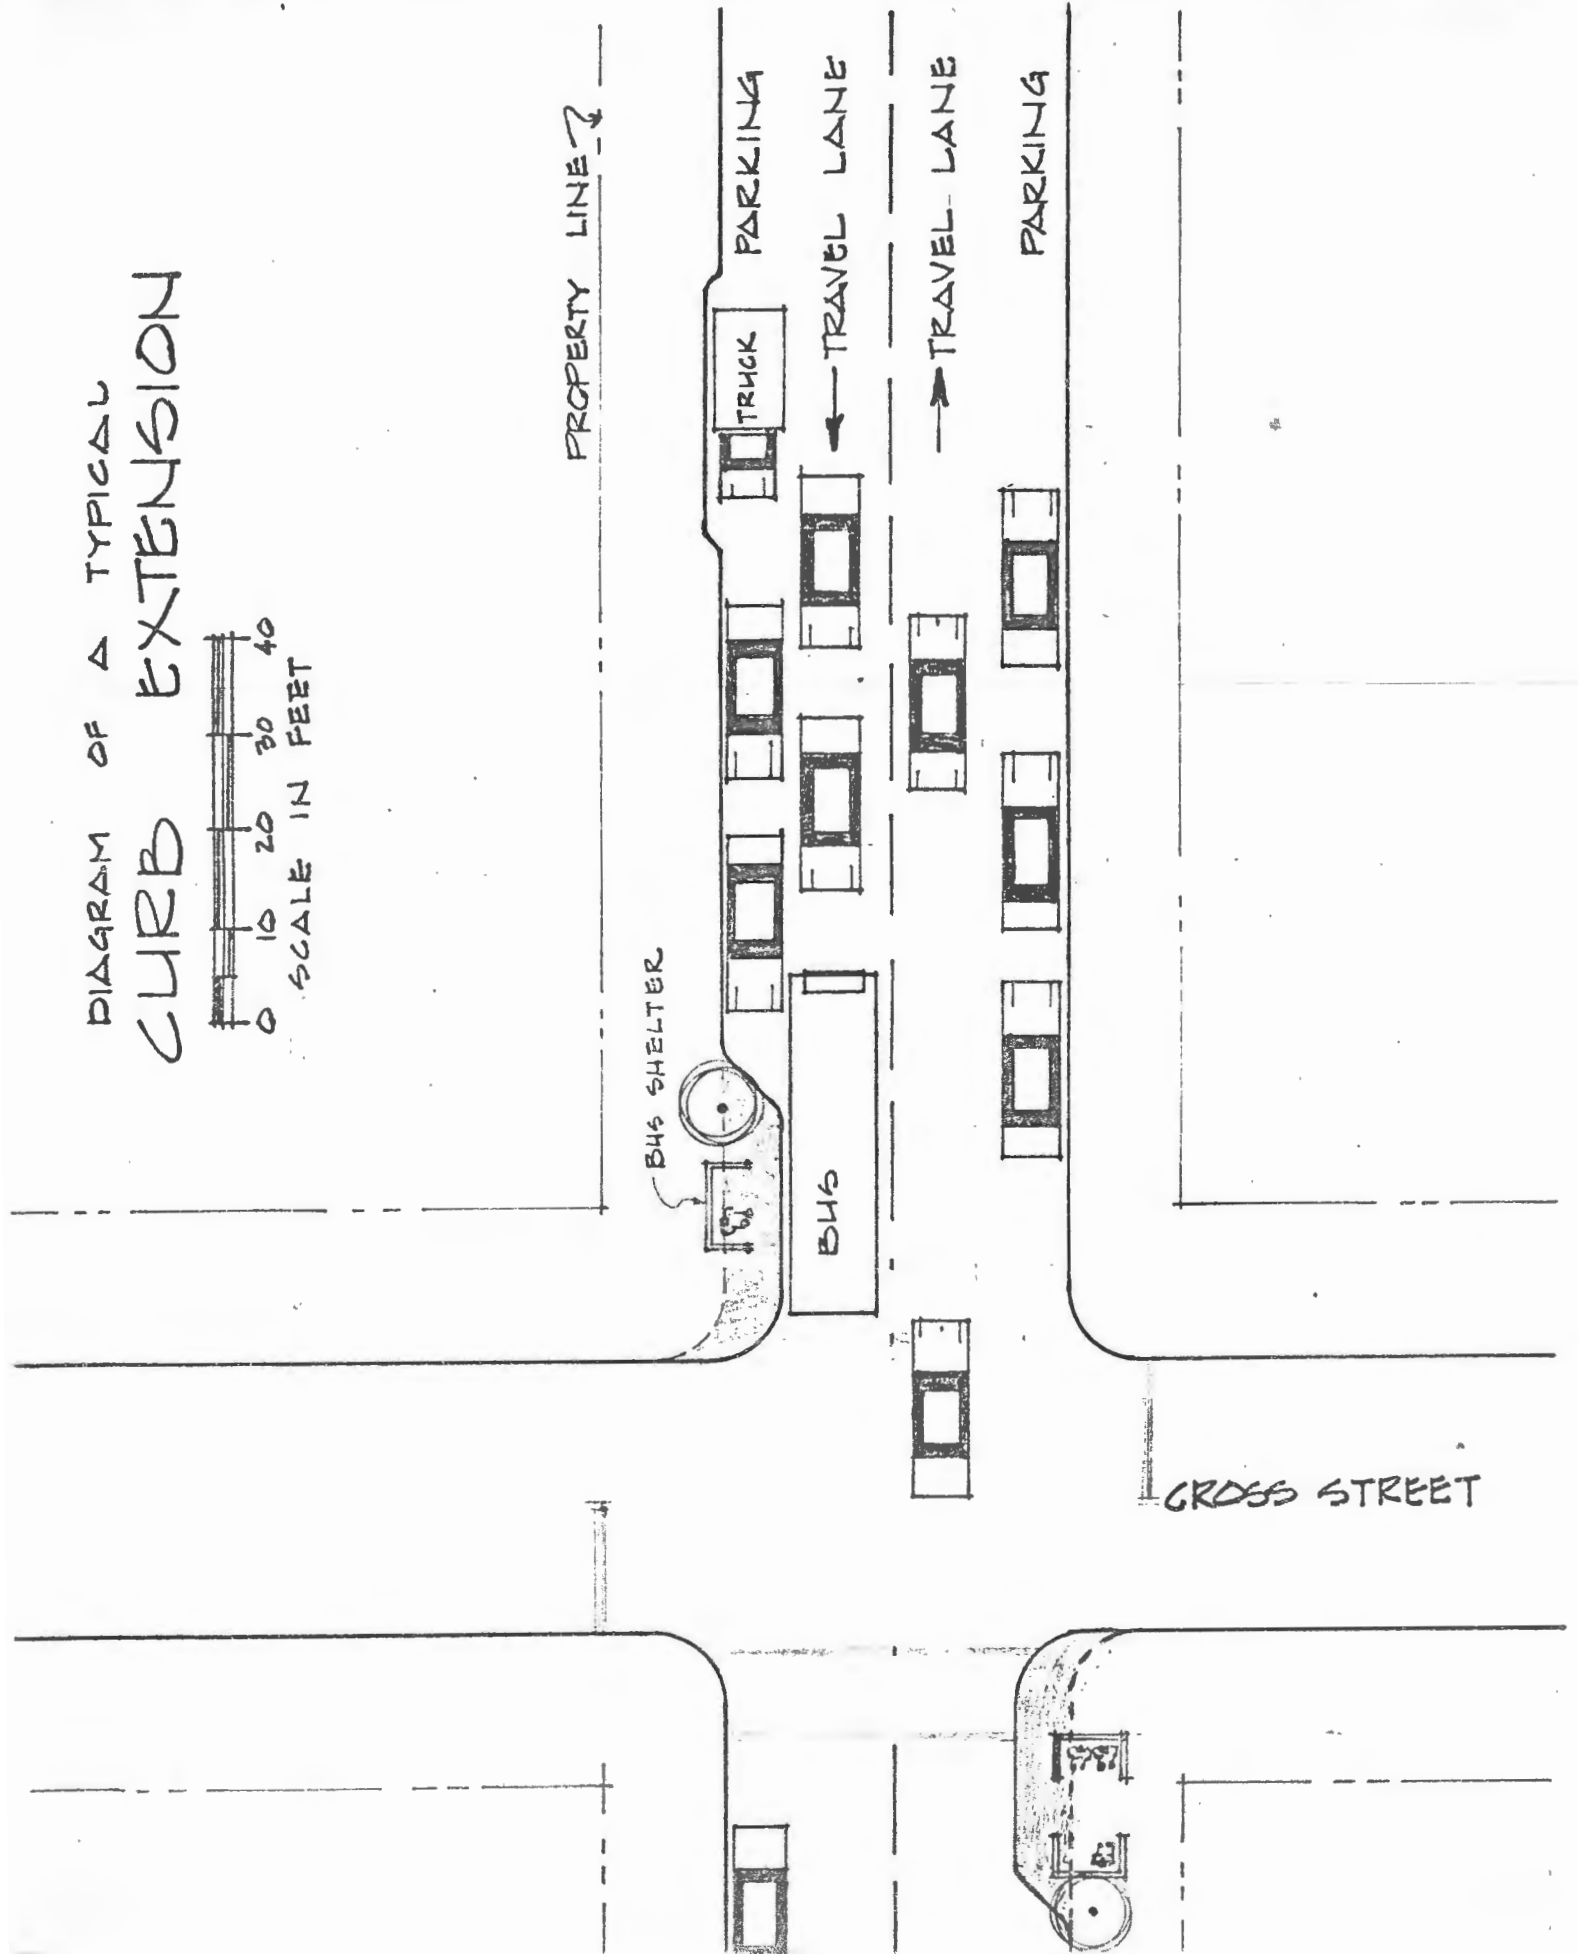 DIAGRAM OF A TYPICAL
CURB EXTENSION
0 10 20 30 40
SCALE IN FEET
PROPERTY LINE
BUS SHELTER
PARKING
TRUCK
TRAVEL LANE
BUS
TRAVEL LANE
PARKING
CROSS STREET